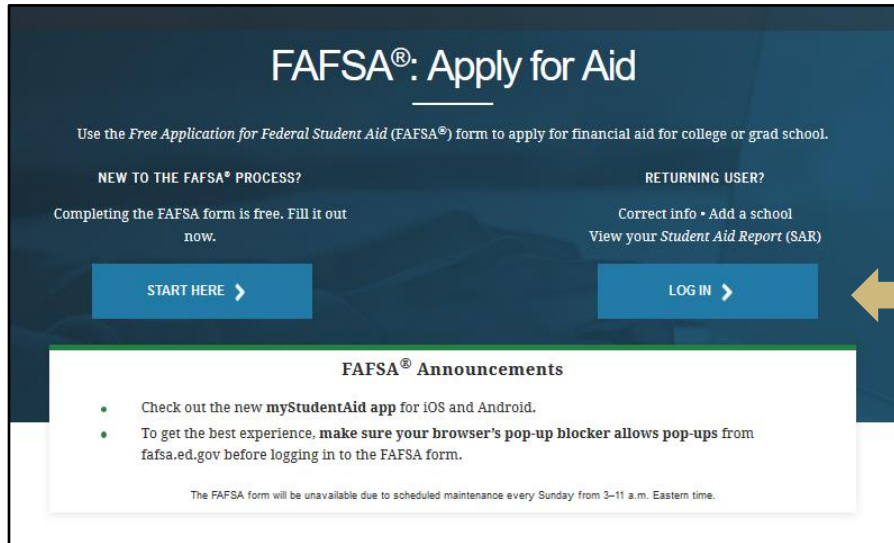 FAFSA®: Apply for Aid
Use the Free Application for Federal Student Aid (FAFSA®) form to apply for financial aid for college or grad school.
NEW TO THE FAFSA® PROCESS?
Completing the FAFSA form is free. Fill it out
now.
START HERE
RETURNING USER?
Correct info • Add a school
View your Student Aid Report (SAR)
LOG IN
FAFSA® Announcements
• Check out the new myStudentAid app for iOS and Android.
• To get the best experience, make sure your browser's pop-up blocker allows pop-ups from
fafsa.ed.gov before logging in to the FAFSA form.
The FAFSA form will be unavailable due to scheduled maintenance every Sunday from 3–11 a.m. Eastern time.